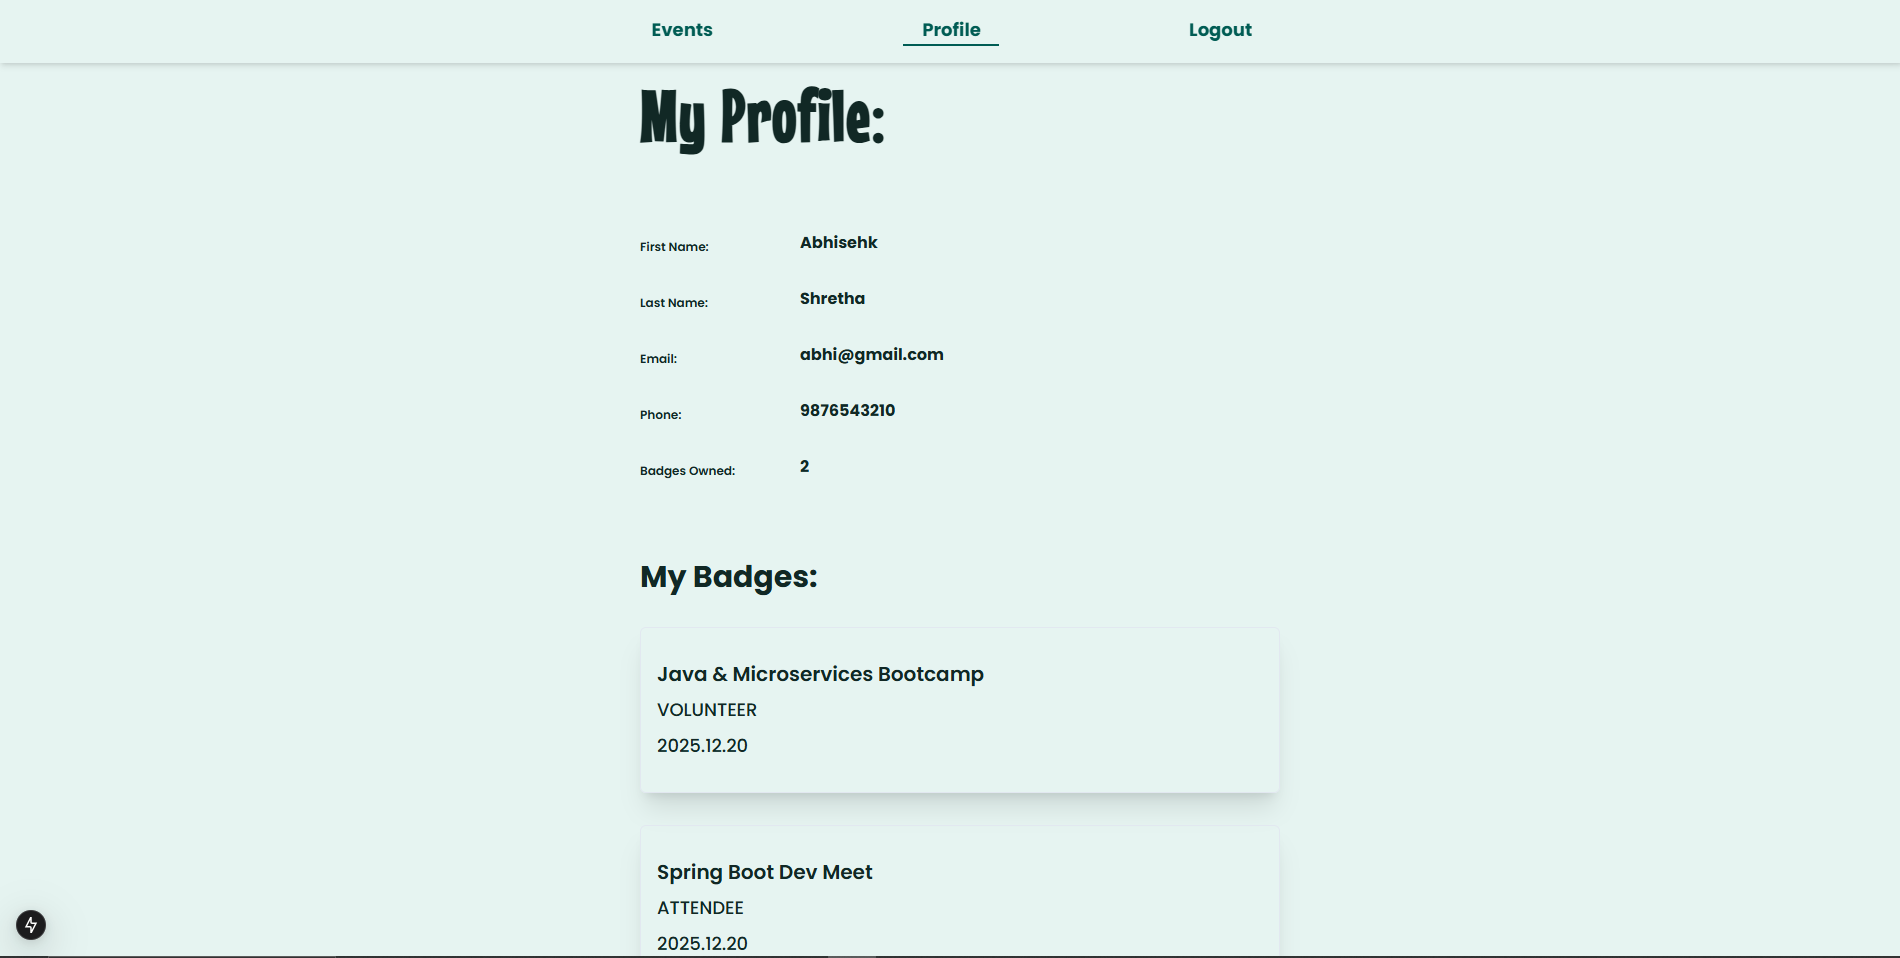 Events Profile Logout
My Profile:
First Name: Abhisehk
Last Name: Shretha
Email: abhi@gmail.com
Phone: 9876543210
Badges Owned: 2
My Badges:
Java & Microservices Bootcamp
VOLUNTEER
2025.12.20
Spring Boot Dev Meet
ATTENDEE
2025.12.20